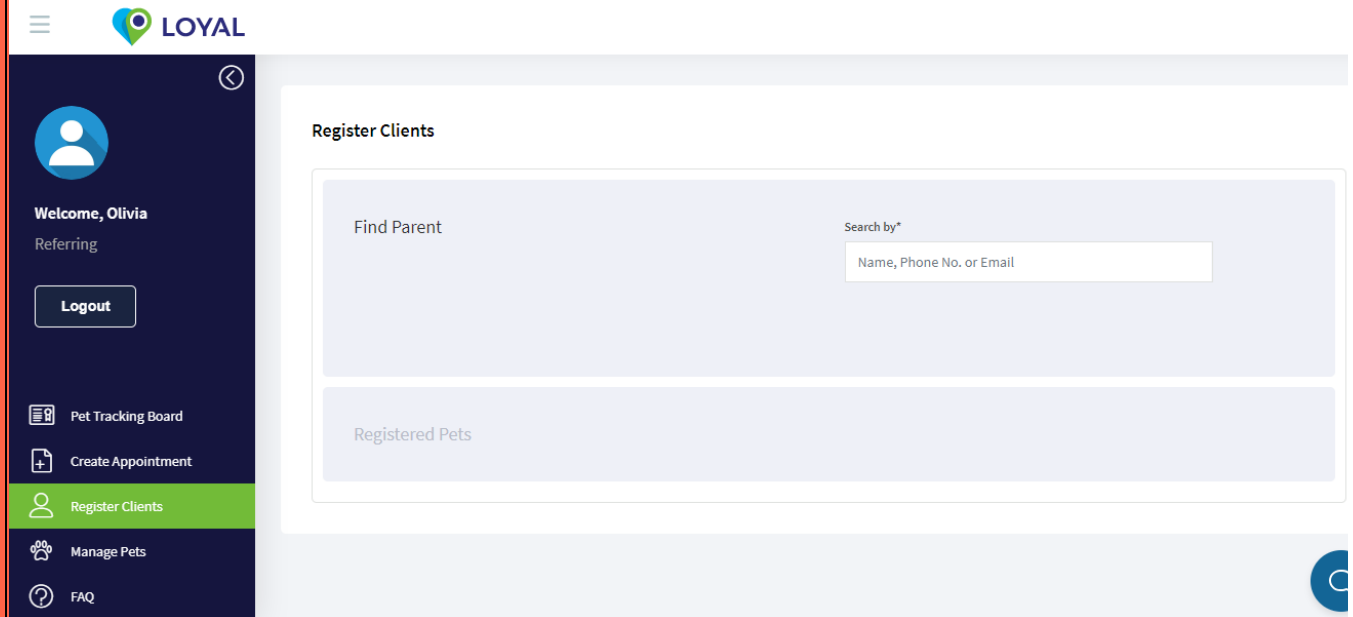 LOYAL
Welcome, Olivia
Referring
Logout
Pet Tracking Board
Create Appointment
Register Clients
Manage Pets
FAQ
Register Clients
Find Parent
Search by*
Name, Phone No. or Email
Registered Pets